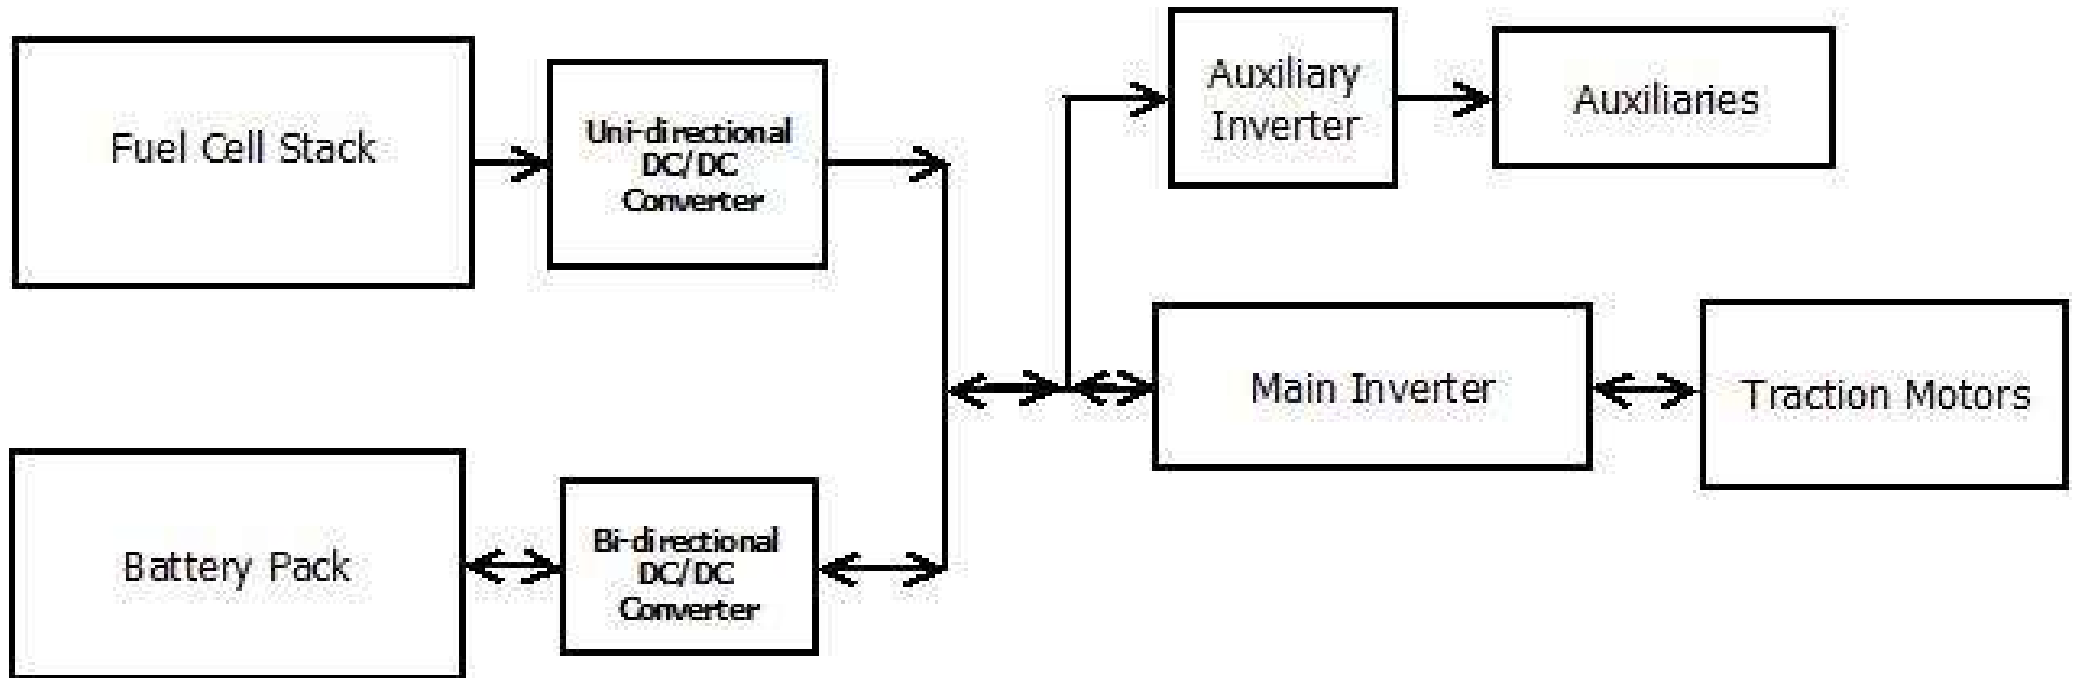 Fuel Cell Stack
Uni-directional
DC/DC
Converter
Auxiliary
Inverter
Auxiliaries
Main Inverter
Traction Motors
Battery Pack
Bi-directional
DC/DC
Converter